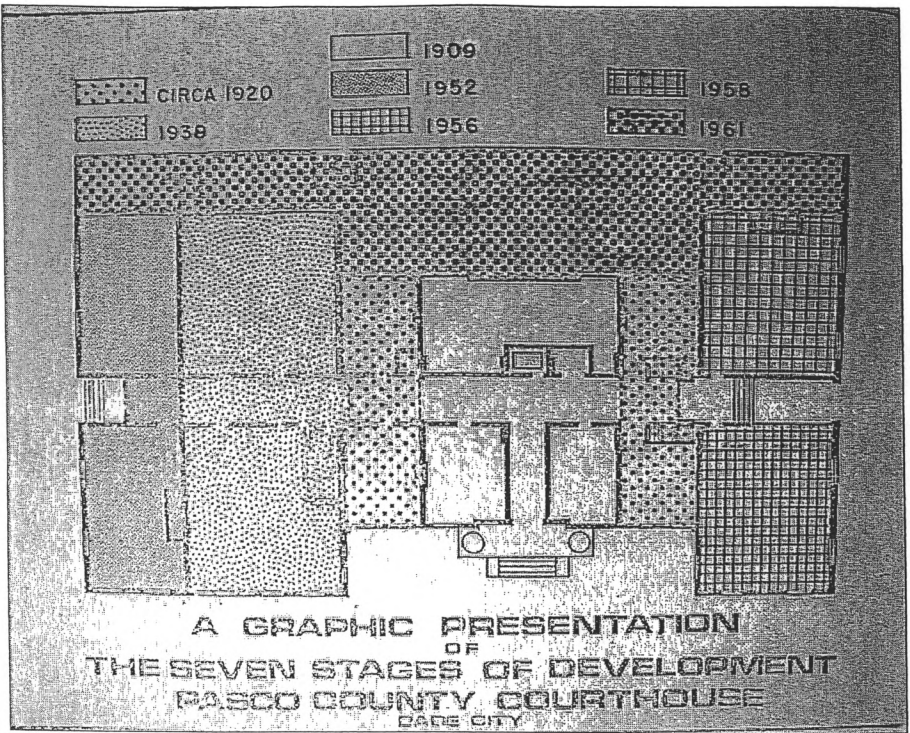 1909
CIRCA 1920
1952
1958
1938
1956
1961
A GRAPHIC PRESENTATION
OF
THE SEVEN STAGES OF DEVELOPMENT
PASCO COUNTY COURTHOUSE
DADE CITY